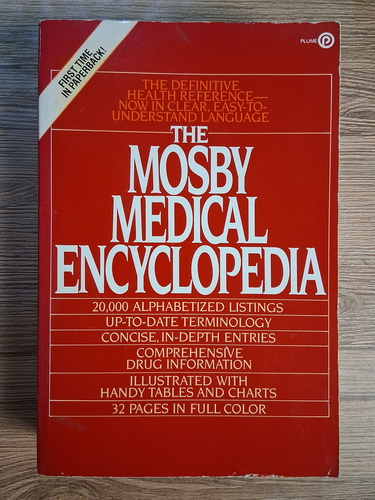 PLUME P
FIRST TIME
IN PAPERBACK!
THE DEFINITIVE
HEALTH REFERENCE—
NOW IN CLEAR, EASY-TO-
UNDERSTAND LANGUAGE
THE
MOSBY
MEDICAL
ENCYCLOPEDIA
20,000 ALPHABETIZED LISTINGS
UP-TO-DATE TERMINOLOGY
CONCISE, IN-DEPTH ENTRIES
COMPREHENSIVE
DRUG INFORMATION
ILLUSTRATED WITH
HANDY TABLES AND CHARTS
32 PAGES IN FULL COLOR